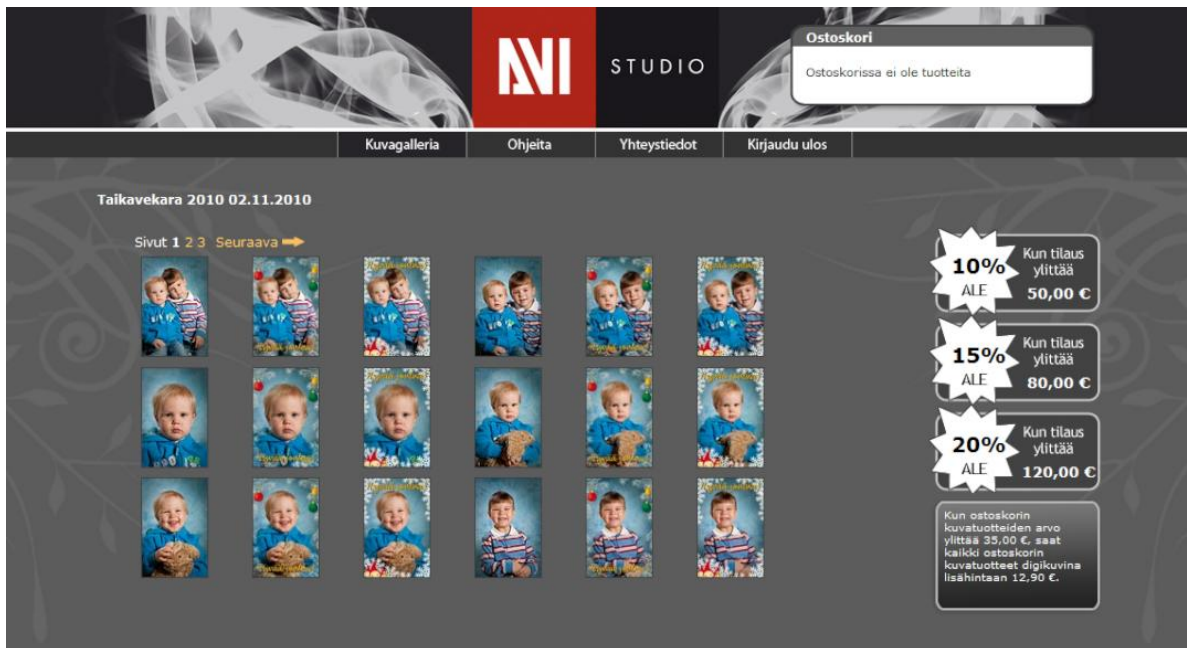 AVI STUDIO
Ostoskori
Ostoskorissa ei ole tuotteita
Kuvagalleria Ohjeita Yhteystiedot Kirjaudu ulos
Taikavekara 2010 02.11.2010
Sivut 1 2 3 Seuraava
10% ALE
Kun tilaus
ylittää
50,00 €
15% ALE
Kun tilaus
ylittää
80,00 €
20% ALE
Kun tilaus
ylittää
120,00 €
Kun ostoskorin
kuvatuotteiden arvo
ylittää 35,00 €, saat
kaikki ostoskorin
kuvatuotteet digikuvina
lisähintaan 12,90 €.